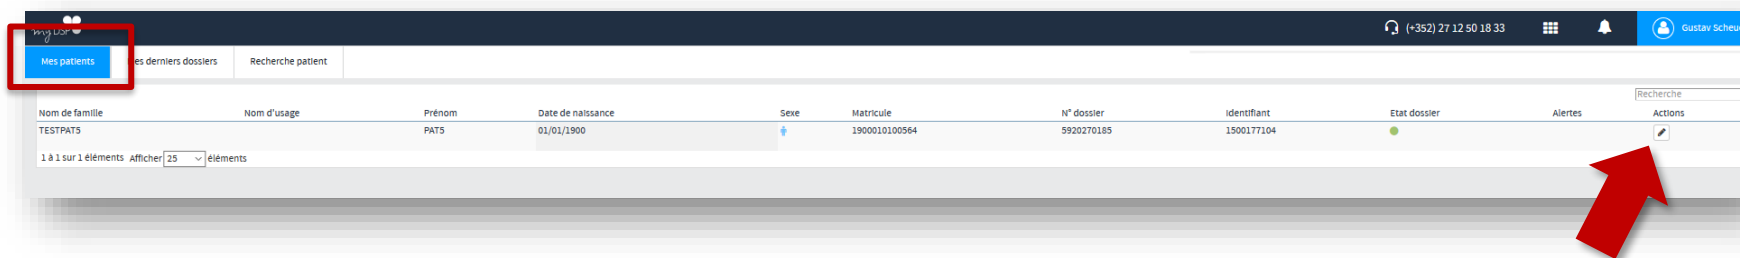 my DSP
(+352) 27 12 50 18 33
Gustav Scheu
Mes patients
es derniers dossiers
Recherche patient
Recherche
Nom de famille Nom d'usage Prénom Date de naissance Sexe Matricule N° dossier Identifiant Etat dossier Alertes Actions
TESTPAT5 PAT5 01/01/1900 1900010100564 5920270185 1500177104
1 à 1 sur 1 éléments Afficher 25 éléments